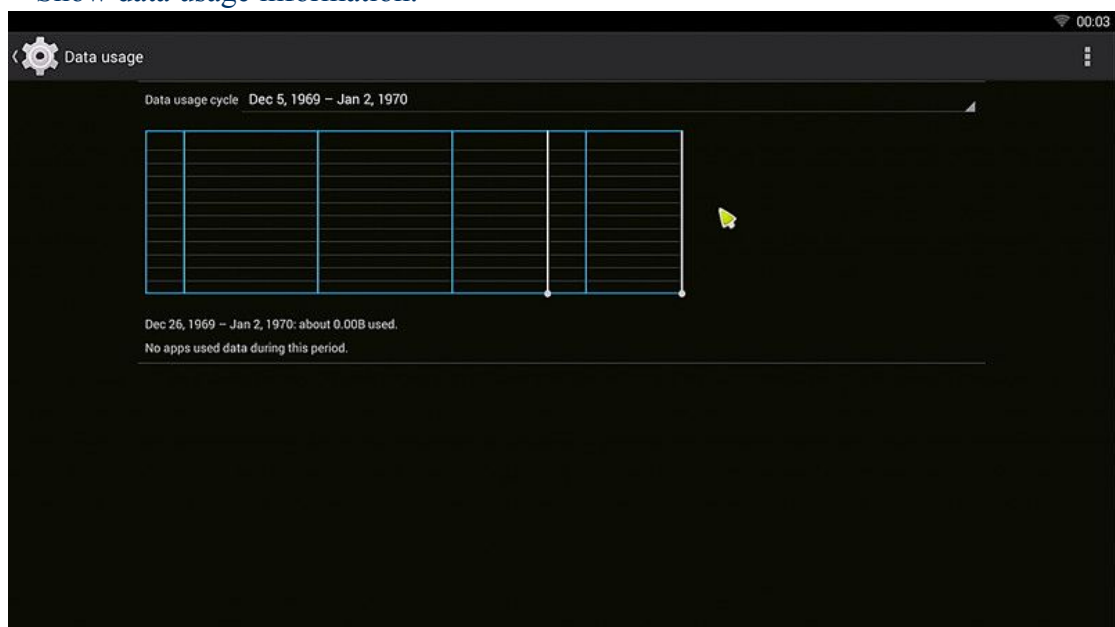 Show data usage information.
00:03
Data usage
Data usage cycle Dec 5, 1969 – Jan 2, 1970
Dec 26, 1969 – Jan 2, 1970: about 0.00B used.
No apps used data during this period.